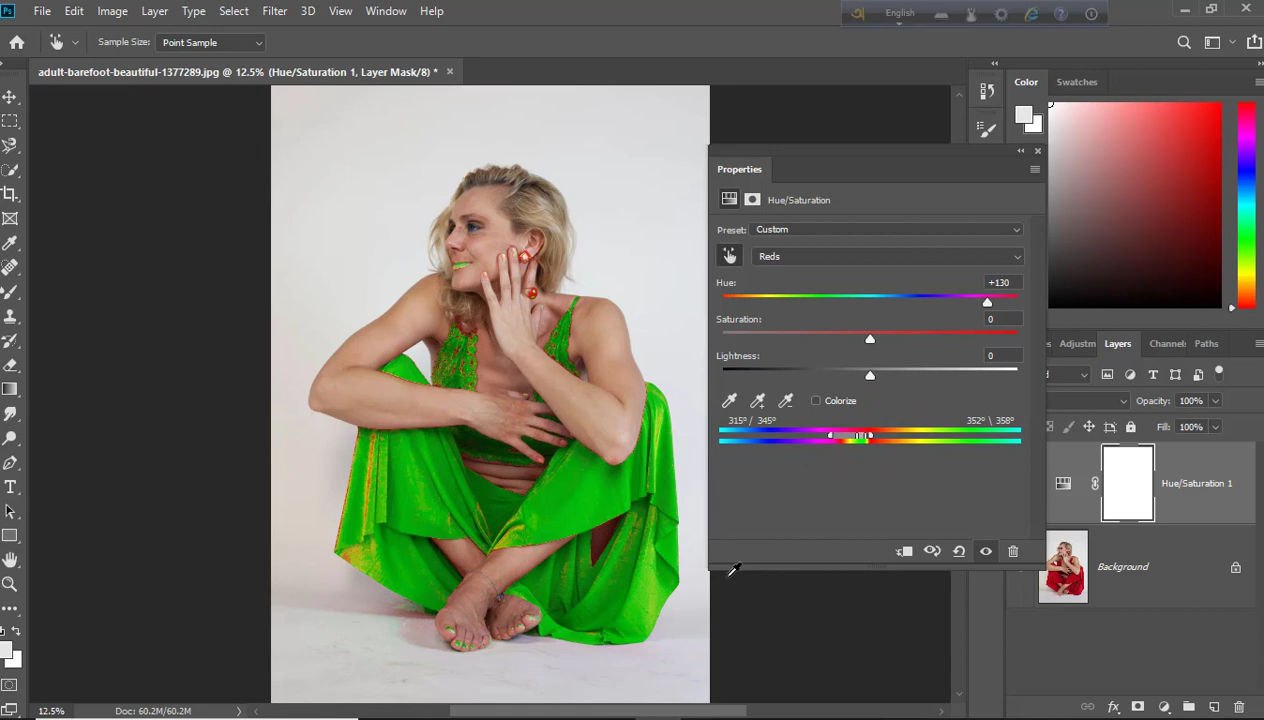 Ps File Edit Image Layer Type Select Filter 3D View Window Help
English
Sample Size: Point Sample
adult-barefoot-beautiful-1377289.jpg @ 12.5% (Hue/Saturation 1, Layer Mask/8) *
Color Swatches
Properties
Hue/Saturation
Preset: Custom
Reds
Hue: +130
Saturation: 0
Lightness: 0
Colorize
315°/ 345° 352° \ 358°
Adjustm Layers Channel Paths
Opacity: 100%
Fill: 100%
Hue/Saturation 1
Background
12.5% Doc: 60.2M/60.2M